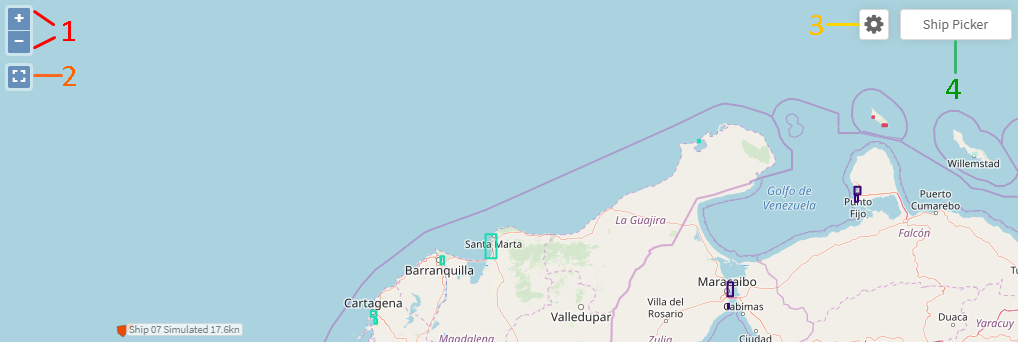 +
−
1
2
3
Ship Picker
4
Willemstad
Golfo de
Venezuela
Punto
Fijo
Puerto
Cumarebo
Falcón
La Guajira
Santa Marta
Barranquilla
Cartagena
Maracaibo
Cabimas
Villa del
Rosario
Valledupar
Ship 07 Simulated 17.6kn
Magdalena
Zulia
Ciudad
Duaca
Yaracuy
Tu